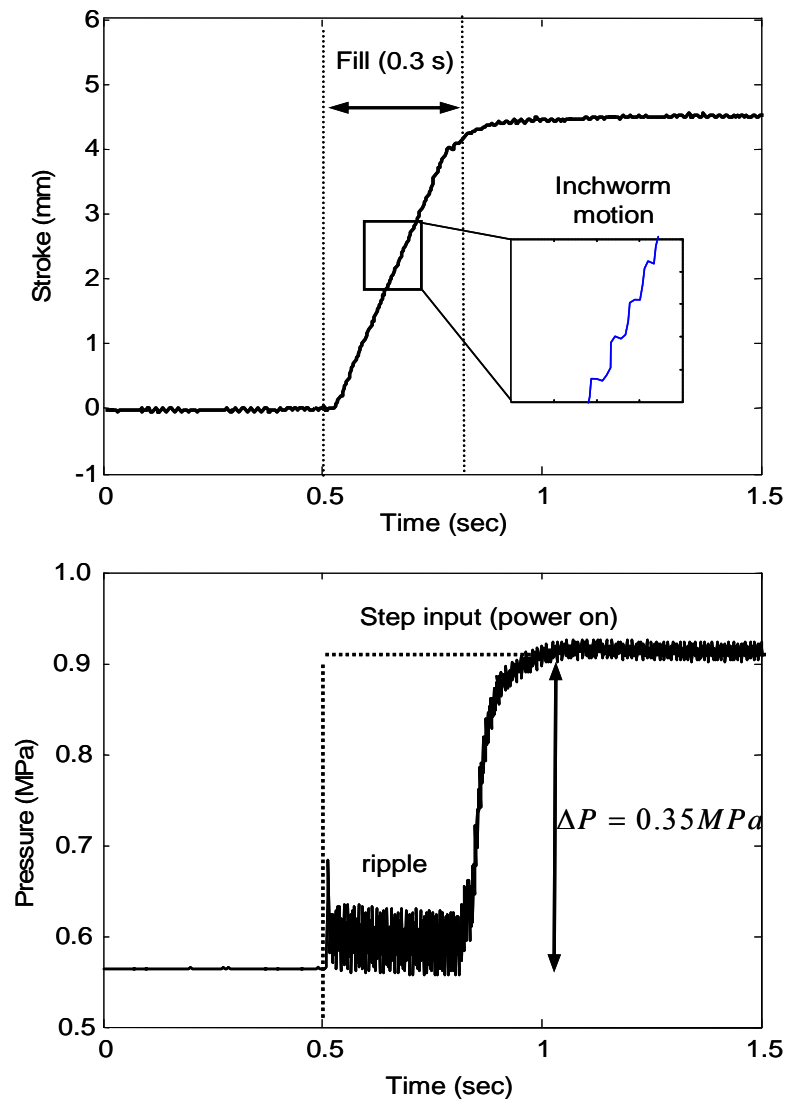 6
5
4
3
2
1
0
-1
Stroke (mm)
Fill (0.3 s)
Inchworm
motion
0
0.5
1
1.5
Time (sec)
1.0
0.9
0.8
0.7
0.6
0.5
Pressure (MPa)
Step input (power on)
ΔP = 0.35MPa
ripple
0
0.5
1
1.5
Time (sec)